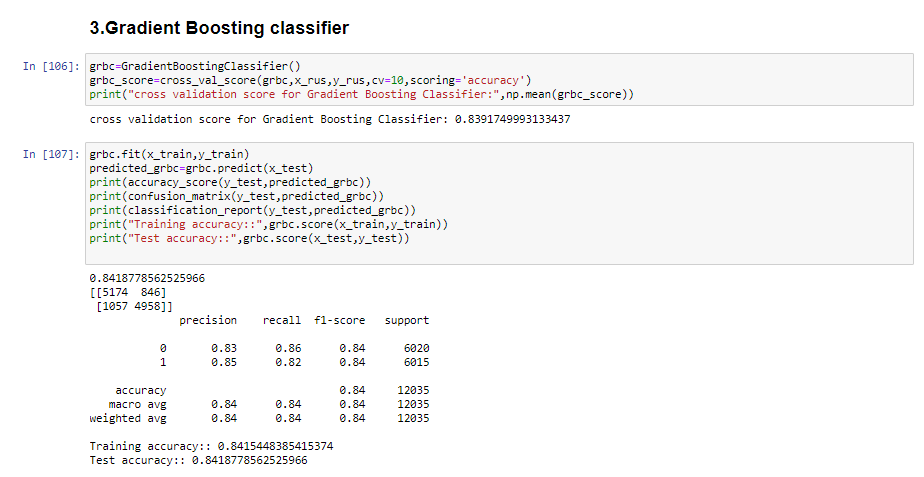 3.Gradient Boosting classifier
In [106]: grbc=GradientBoostingClassifier()
grbc_score=cross_val_score(grbc,x_rus,y_rus,cv=10,scoring='accuracy')
print("cross validation score for Gradient Boosting Classifier:",np.mean(grbc_score))
cross validation score for Gradient Boosting Classifier: 0.8391749993133437
In [107]: grbc.fit(x_train,y_train)
predicted_grbc=grbc.predict(x_test)
print(accuracy_score(y_test,predicted_grbc))
print(confusion_matrix(y_test,predicted_grbc))
print(classification_report(y_test,predicted_grbc))
print("Training accuracy::",grbc.score(x_train,y_train))
print("Test accuracy::",grbc.score(x_test,y_test))
0.8418778562525966
[[5174  846]
 [1057 4958]]
precision    recall  f1-score   support
0       0.83      0.86      0.84      6020
1       0.85      0.82      0.84      6015
accuracy                           0.84     12035
macro avg       0.84      0.84      0.84     12035
weighted avg       0.84      0.84      0.84     12035
Training accuracy:: 0.8415448385415374
Test accuracy:: 0.8418778562525966